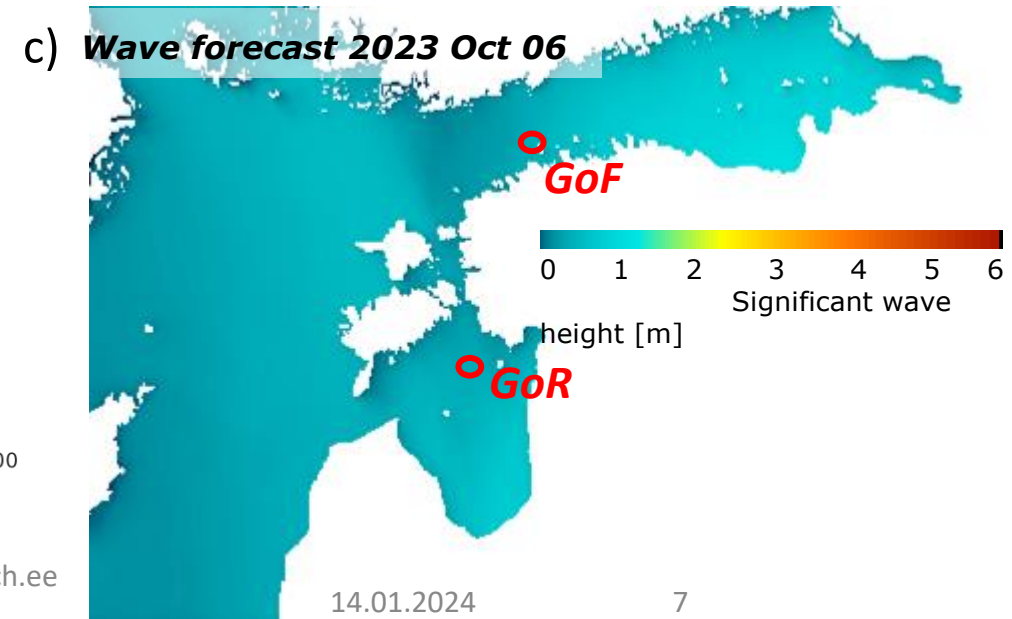 c) Wave forecast 2023 Oct 06
GoF
0 1 2 3 4 5 6
Significant wave
height [m]
GoR
00
ch.ee
14.01.2024 7